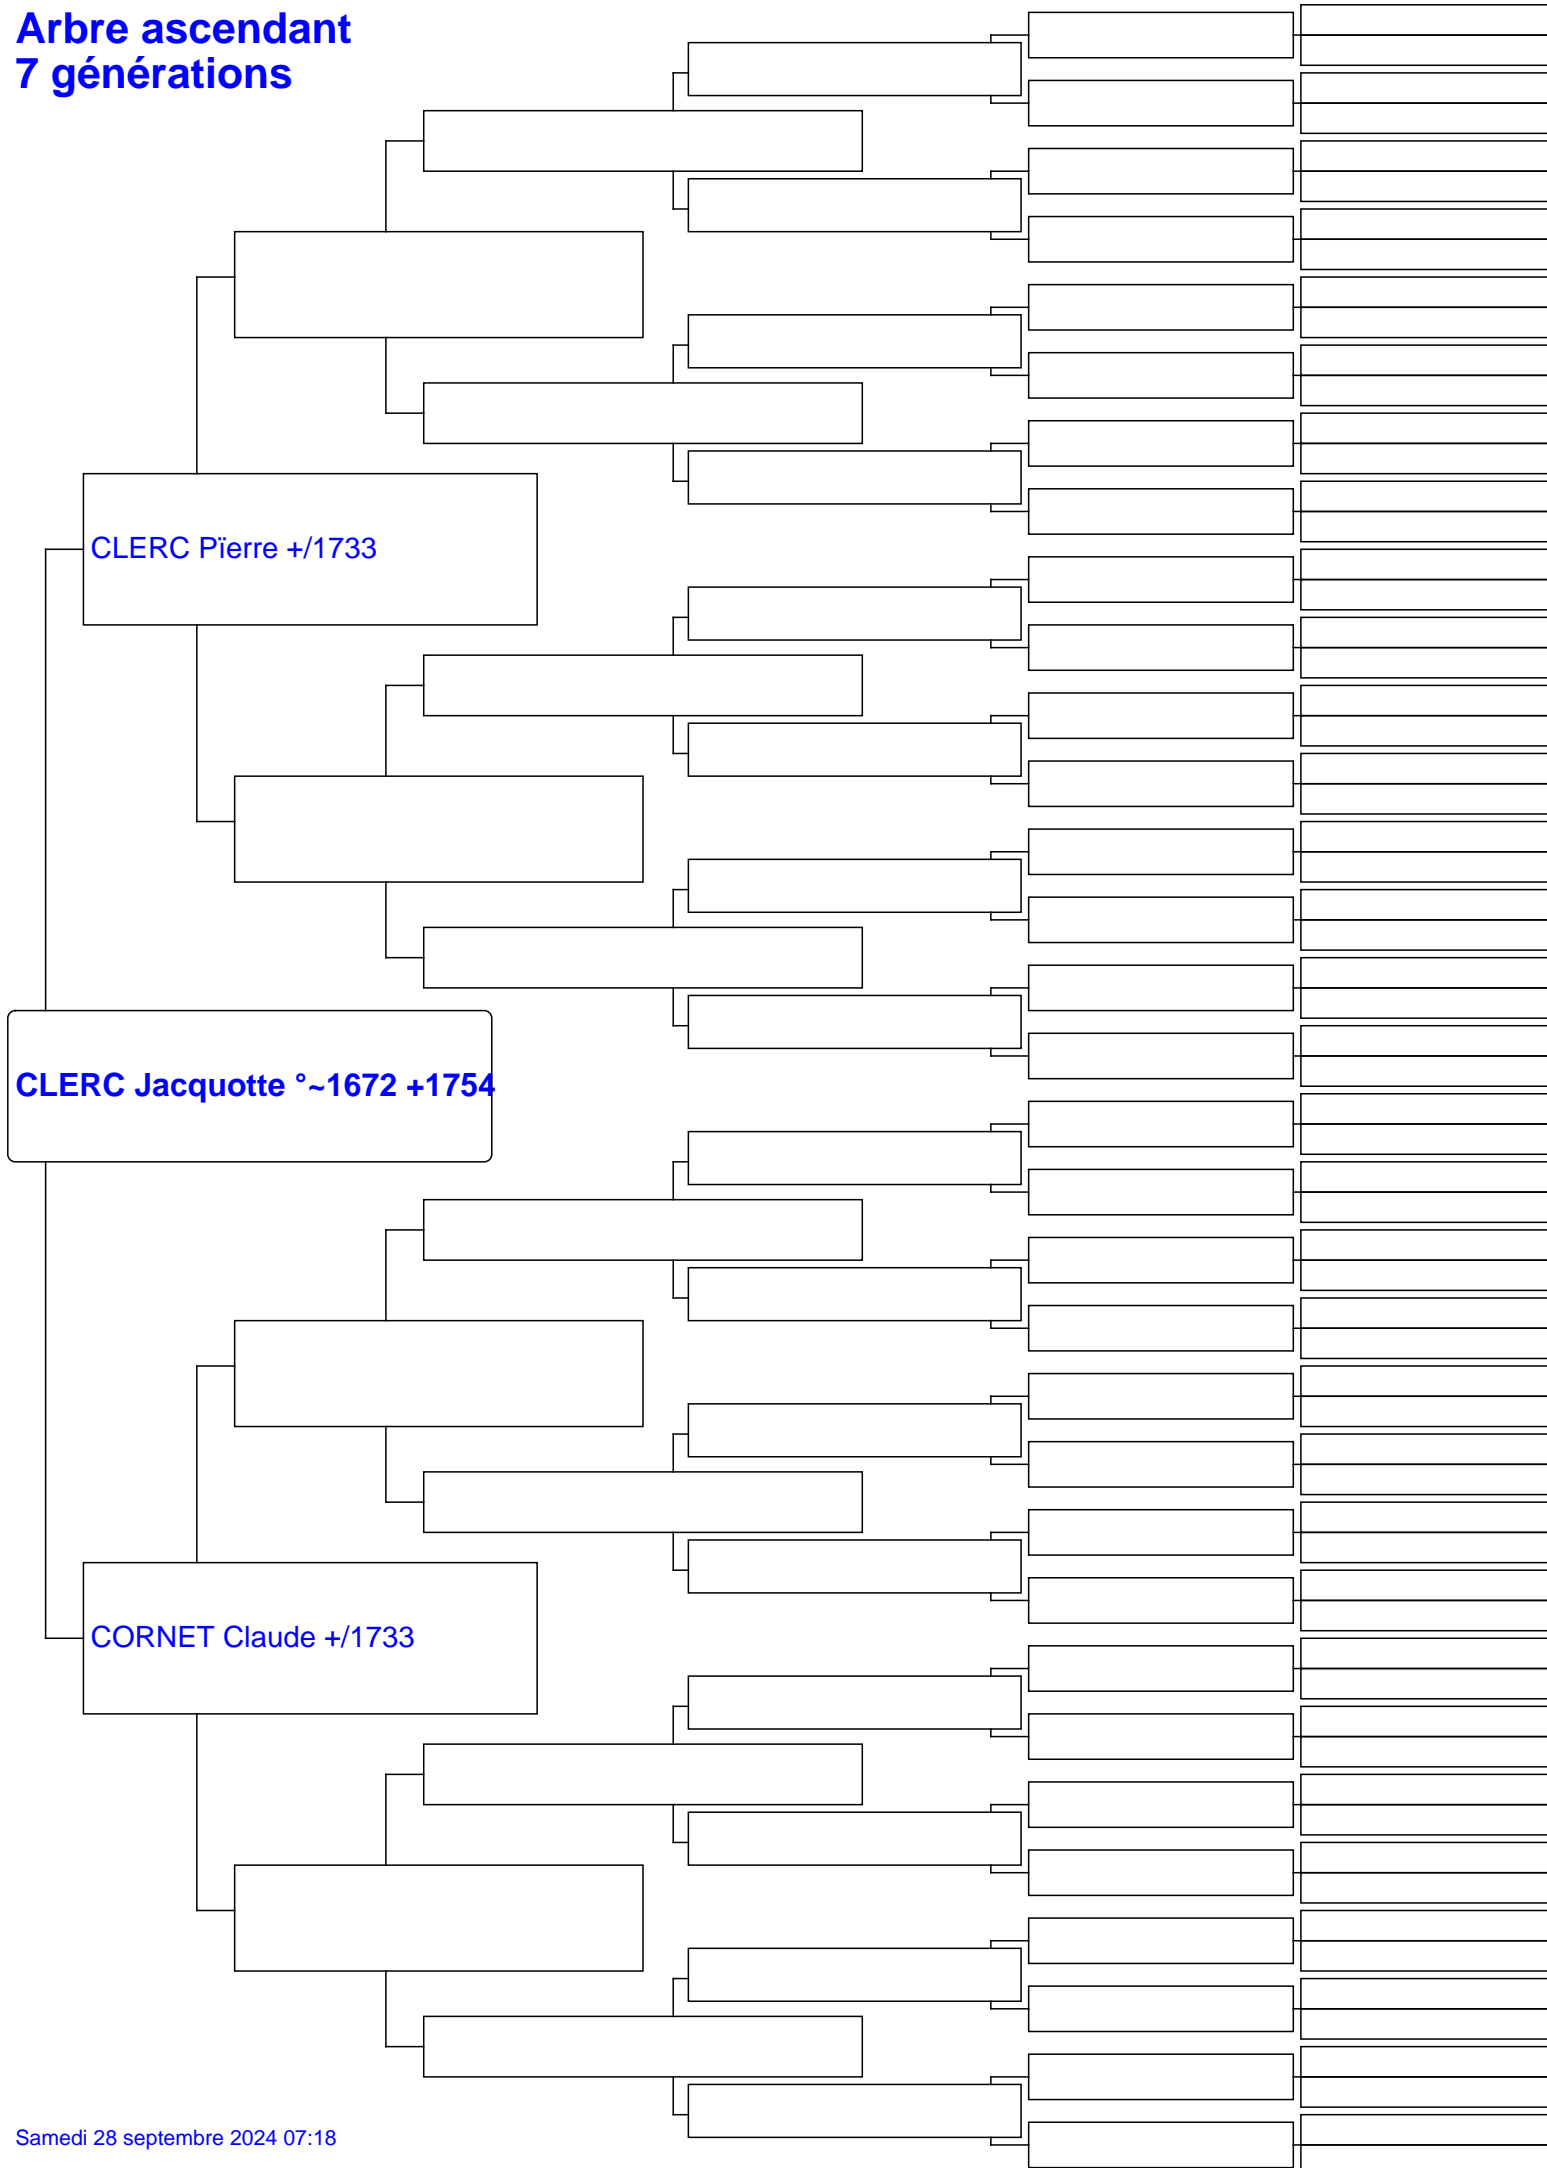 Arbre ascendant
7 générations
CLERC Pïerre +/1733
CLERC Jacquotte °~1672 +1754
CORNET Claude +/1733
Samedi 28 septembre 2024 07:18